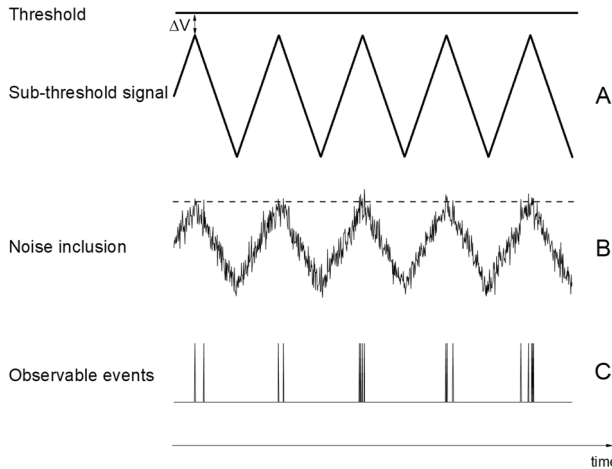 Threshold
ΔV
Sub-threshold signal
A
Noise inclusion
B
Observable events
C
time